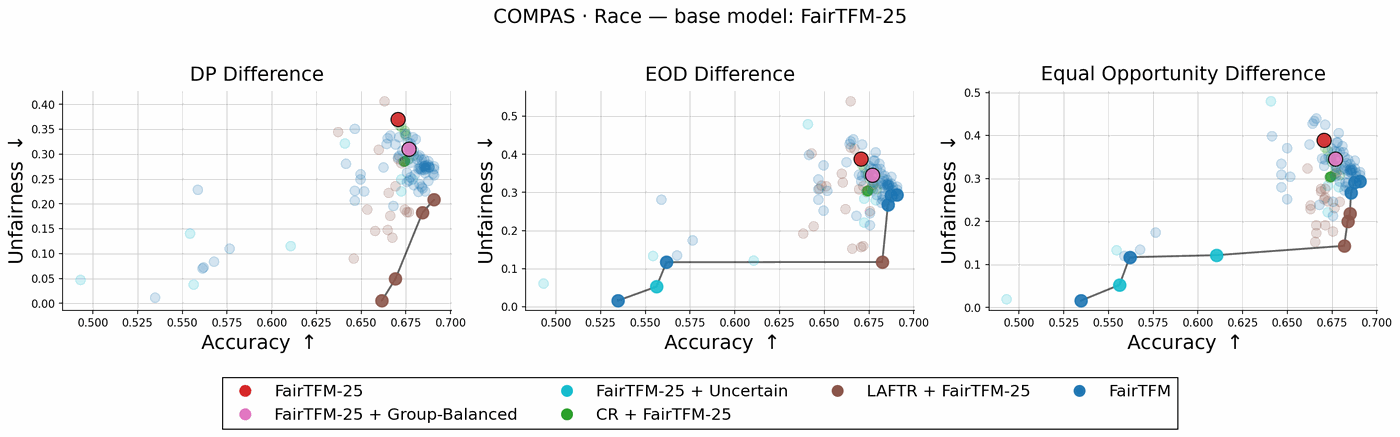 COMPAS · Race — base model: FairTFM-25
DP Difference
EOD Difference
Equal Opportunity Difference
Unfairness ↓
0.40
0.35
0.30
0.25
0.20
0.15
0.10
0.05
0.00
0.500 0.525 0.550 0.575 0.600 0.625 0.650 0.675 0.700
Accuracy ↑
Unfairness ↓
0.5
0.4
0.3
0.2
0.1
0.0
0.500 0.525 0.550 0.575 0.600 0.625 0.650 0.675 0.700
Accuracy ↑
Unfairness ↓
0.5
0.4
0.3
0.2
0.1
0.0
0.500 0.525 0.550 0.575 0.600 0.625 0.650 0.675 0.700
Accuracy ↑
FairTFM-25
FairTFM-25 + Group-Balanced
FairTFM-25 + Uncertain
CR + FairTFM-25
LAFTR + FairTFM-25
FairTFM